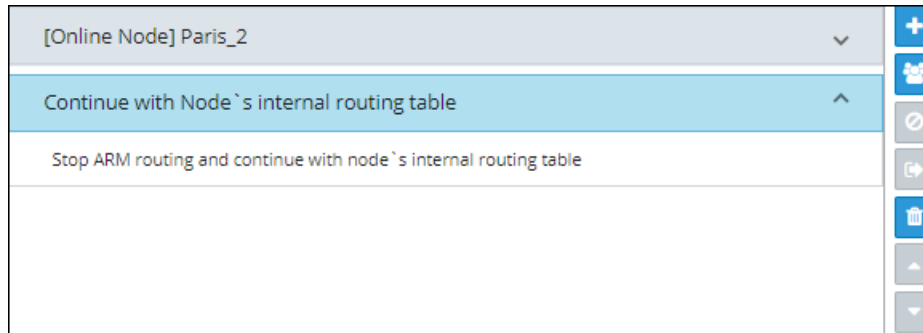 [Online Node] Paris_2
Continue with Node`s internal routing table
Stop ARM routing and continue with node`s internal routing table